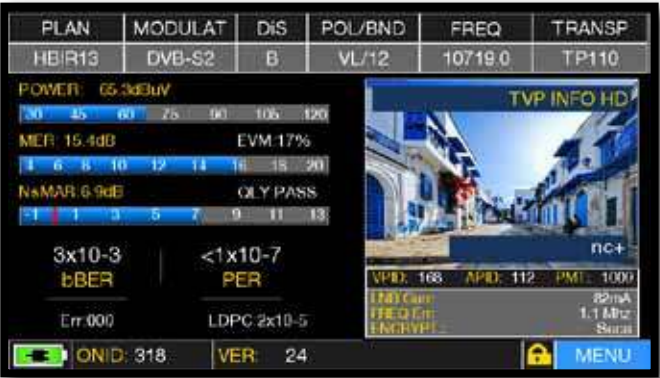 PLAN MODULAT DiS POL/BND FREQ TRANSP
HBIR13 DVB-S2 B VL/12 10719.0 TP110
POWER: 65.3dBuV
30 45 60 75 90 105 120
MER: 15.4dB EVM:17%
4 6 8 10 12 14 16 18 20
NsMAR:6.9dB QLY PASS
-1 1 3 5 7 9 11 13
3x10-3 <1x10-7
bBER PER
Err:000 LDPC:2x10-5
TVP INFO HD
nc+
VPID: 168 APID: 112 PMT: 1009
LNB Curr: 82mA
FREQ Err: 1.1 Mhz
ENCRYPT.:
ONID: 318 VER: 24 MENU